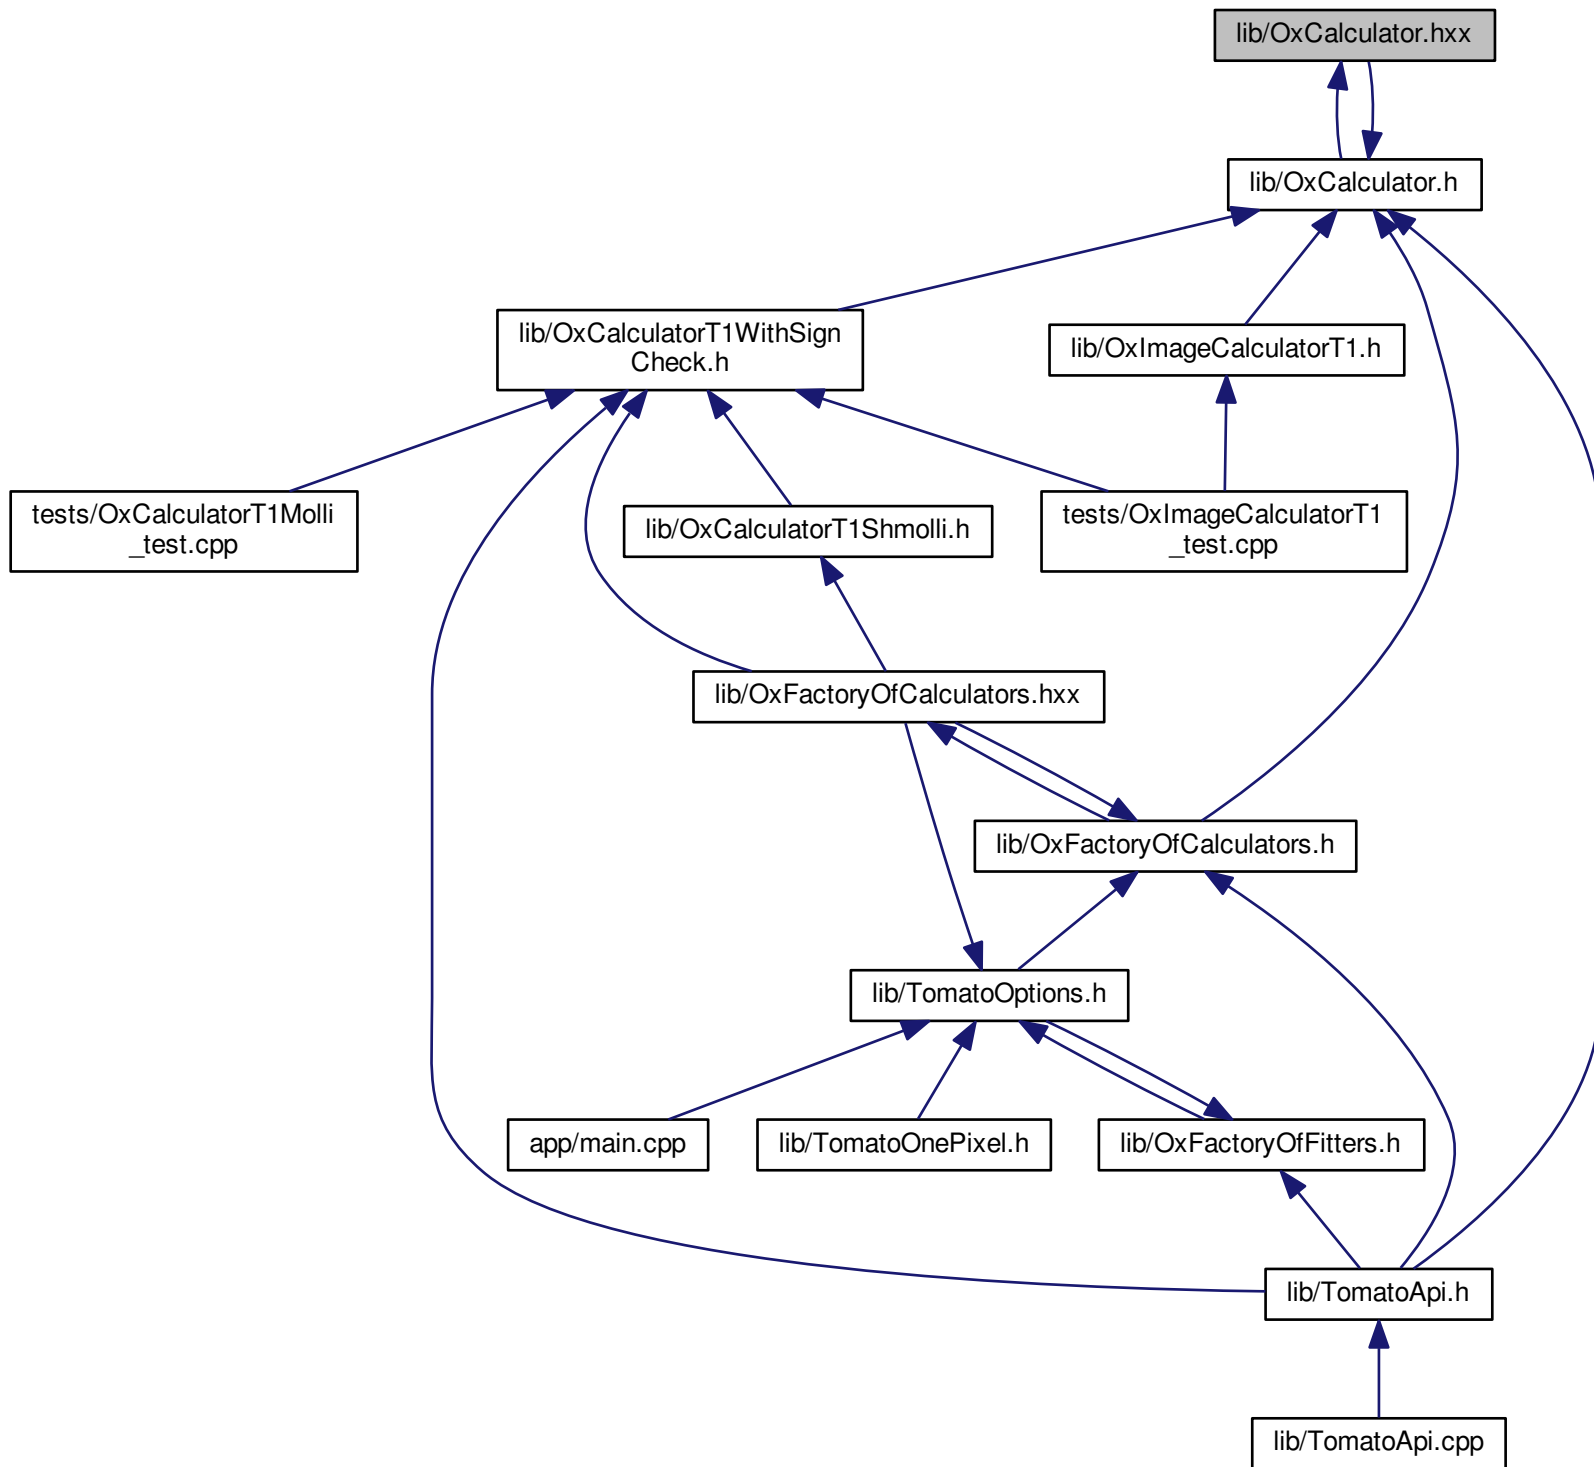 lib/OxCalculator.hxx
lib/OxCalculator.h
lib/OxCalculatorT1WithSign
Check.h
lib/OxImageCalculatorT1.h
tests/OxCalculatorT1Molli
_test.cpp
lib/OxCalculatorT1Shmolli.h
tests/OxImageCalculatorT1
_test.cpp
lib/OxFactoryOfCalculators.hxx
lib/OxFactoryOfCalculators.h
lib/TomatoOptions.h
app/main.cpp
lib/TomatoOnePixel.h
lib/OxFactoryOfFitters.h
lib/TomatoApi.h
lib/TomatoApi.cpp